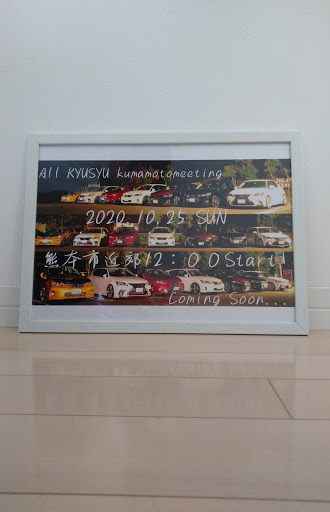 All KYUSYU kumamotomeeting
2020.10.25 SUN
熊本市近郊12:00Start
Coming Soon...